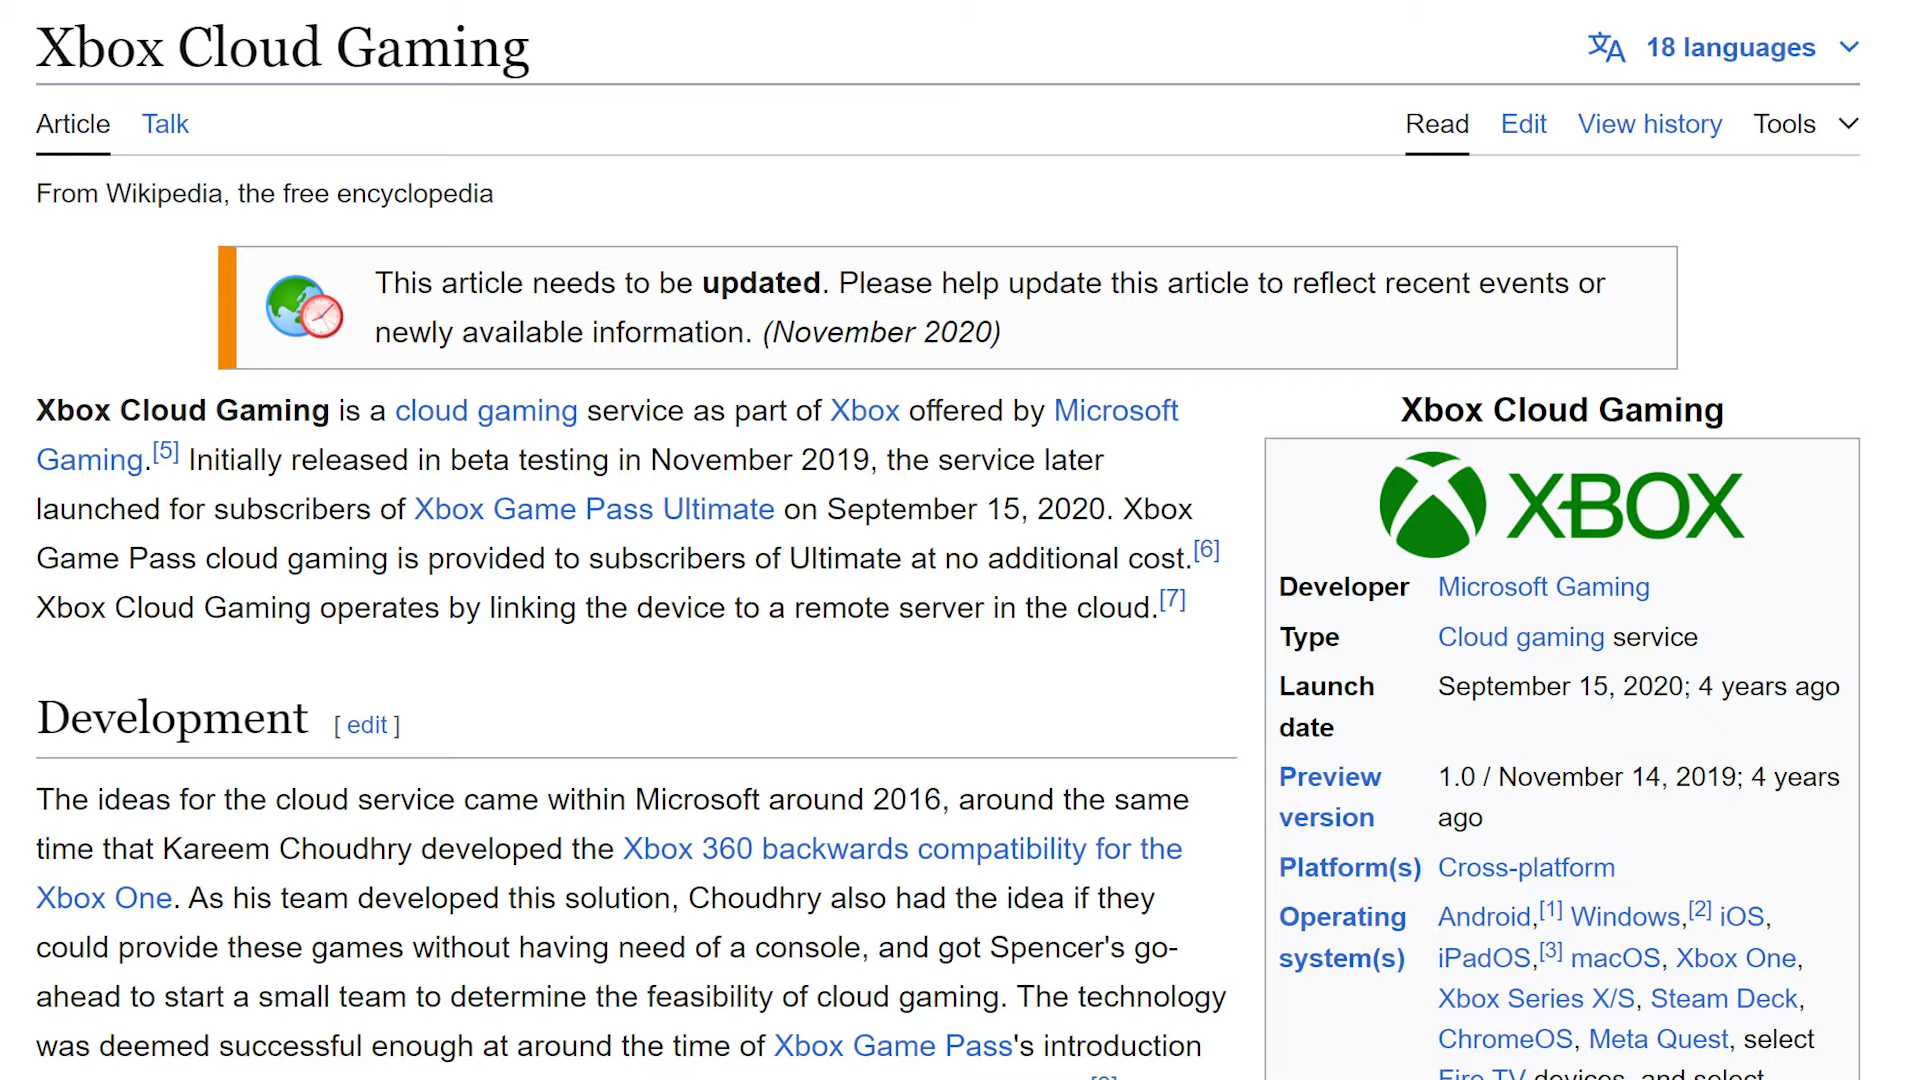 Xbox Cloud Gaming
18 languages
Article Talk
Read Edit View history Tools
From Wikipedia, the free encyclopedia
This article needs to be updated. Please help update this article to reflect recent events or
newly available information. (November 2020)
Xbox Cloud Gaming is a cloud gaming service as part of Xbox offered by Microsoft
Gaming.[5] Initially released in beta testing in November 2019, the service later
launched for subscribers of Xbox Game Pass Ultimate on September 15, 2020. Xbox
Game Pass cloud gaming is provided to subscribers of Ultimate at no additional cost.[6]
Xbox Cloud Gaming operates by linking the device to a remote server in the cloud.[7]
Development [ edit ]
The ideas for the cloud service came within Microsoft around 2016, around the same
time that Kareem Choudhry developed the Xbox 360 backwards compatibility for the
Xbox One. As his team developed this solution, Choudhry also had the idea if they
could provide these games without having need of a console, and got Spencer's go-
ahead to start a small team to determine the feasibility of cloud gaming. The technology
was deemed successful enough at around the time of Xbox Game Pass's introduction
Xbox Cloud Gaming
XBOX
Developer Microsoft Gaming
Type Cloud gaming service
Launch September 15, 2020; 4 years ago
date
Preview 1.0 / November 14, 2019; 4 years
version ago
Platform(s) Cross-platform
Operating Android,[1] Windows,[2] iOS,
system(s) iPadOS,[3] macOS, Xbox One,
Xbox Series X/S, Steam Deck,
ChromeOS, Meta Quest, select
Fire TV devices, and select